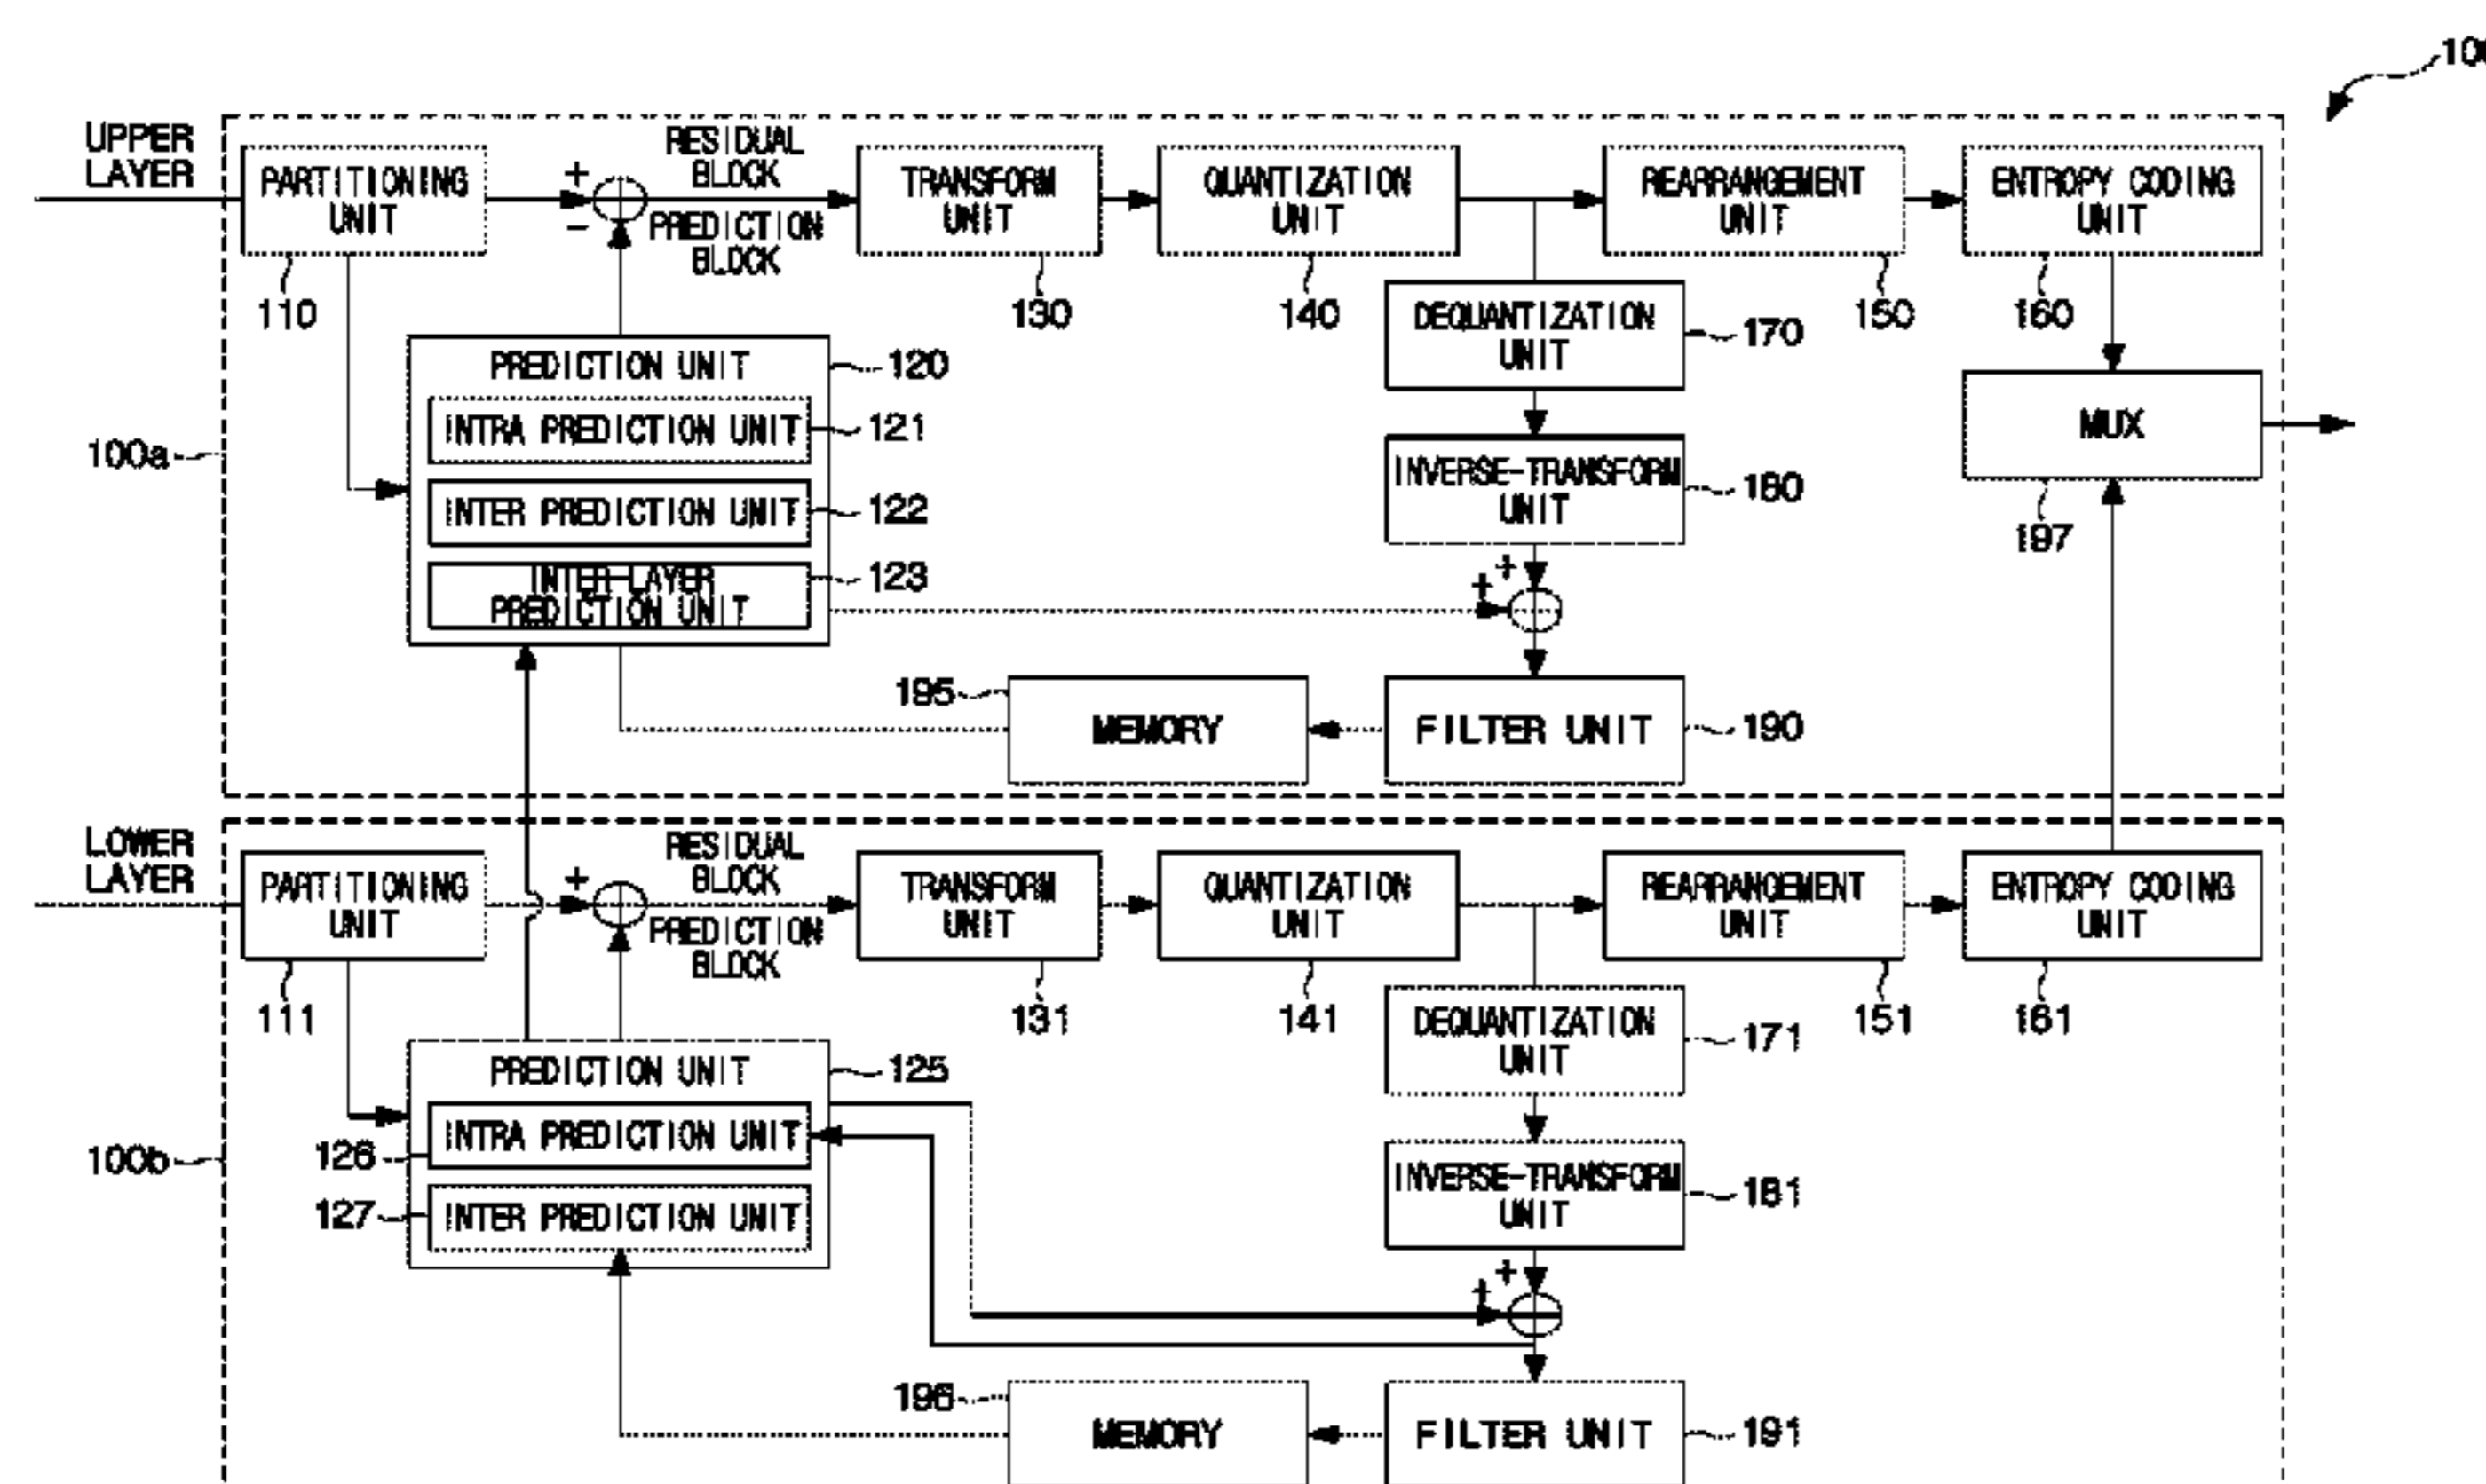 UPPER
LAYER
PARTITIONING
UNIT
110
+
−
RESIDUAL
BLOCK
PREDICTION
BLOCK
TRANSFORM
UNIT
130
QUANTIZATION
UNIT
140
REARRANGEMENT
UNIT
150
ENTROPY CODING
UNIT
160
DEQUANTIZATION
UNIT
170
PREDICTION UNIT
120
INTRA PREDICTION UNIT
121
INTER PREDICTION UNIT
122
INTER-LAYER
PREDICTION UNIT
123
100a
INVERSE-TRANSFORM
UNIT
180
+
+
MUX
197
195
MEMORY
FILTER UNIT
190
LOWER
LAYER
PARTITIONING
UNIT
111
+
RESIDUAL
BLOCK
PREDICTION
BLOCK
TRANSFORM
UNIT
131
QUANTIZATION
UNIT
141
REARRANGEMENT
UNIT
151
ENTROPY CODING
UNIT
161
DEQUANTIZATION
UNIT
171
PREDICTION UNIT
125
INTRA PREDICTION UNIT
126
INTER PREDICTION UNIT
127
100b
INVERSE-TRANSFORM
UNIT
181
+
+
196
MEMORY
FILTER UNIT
191